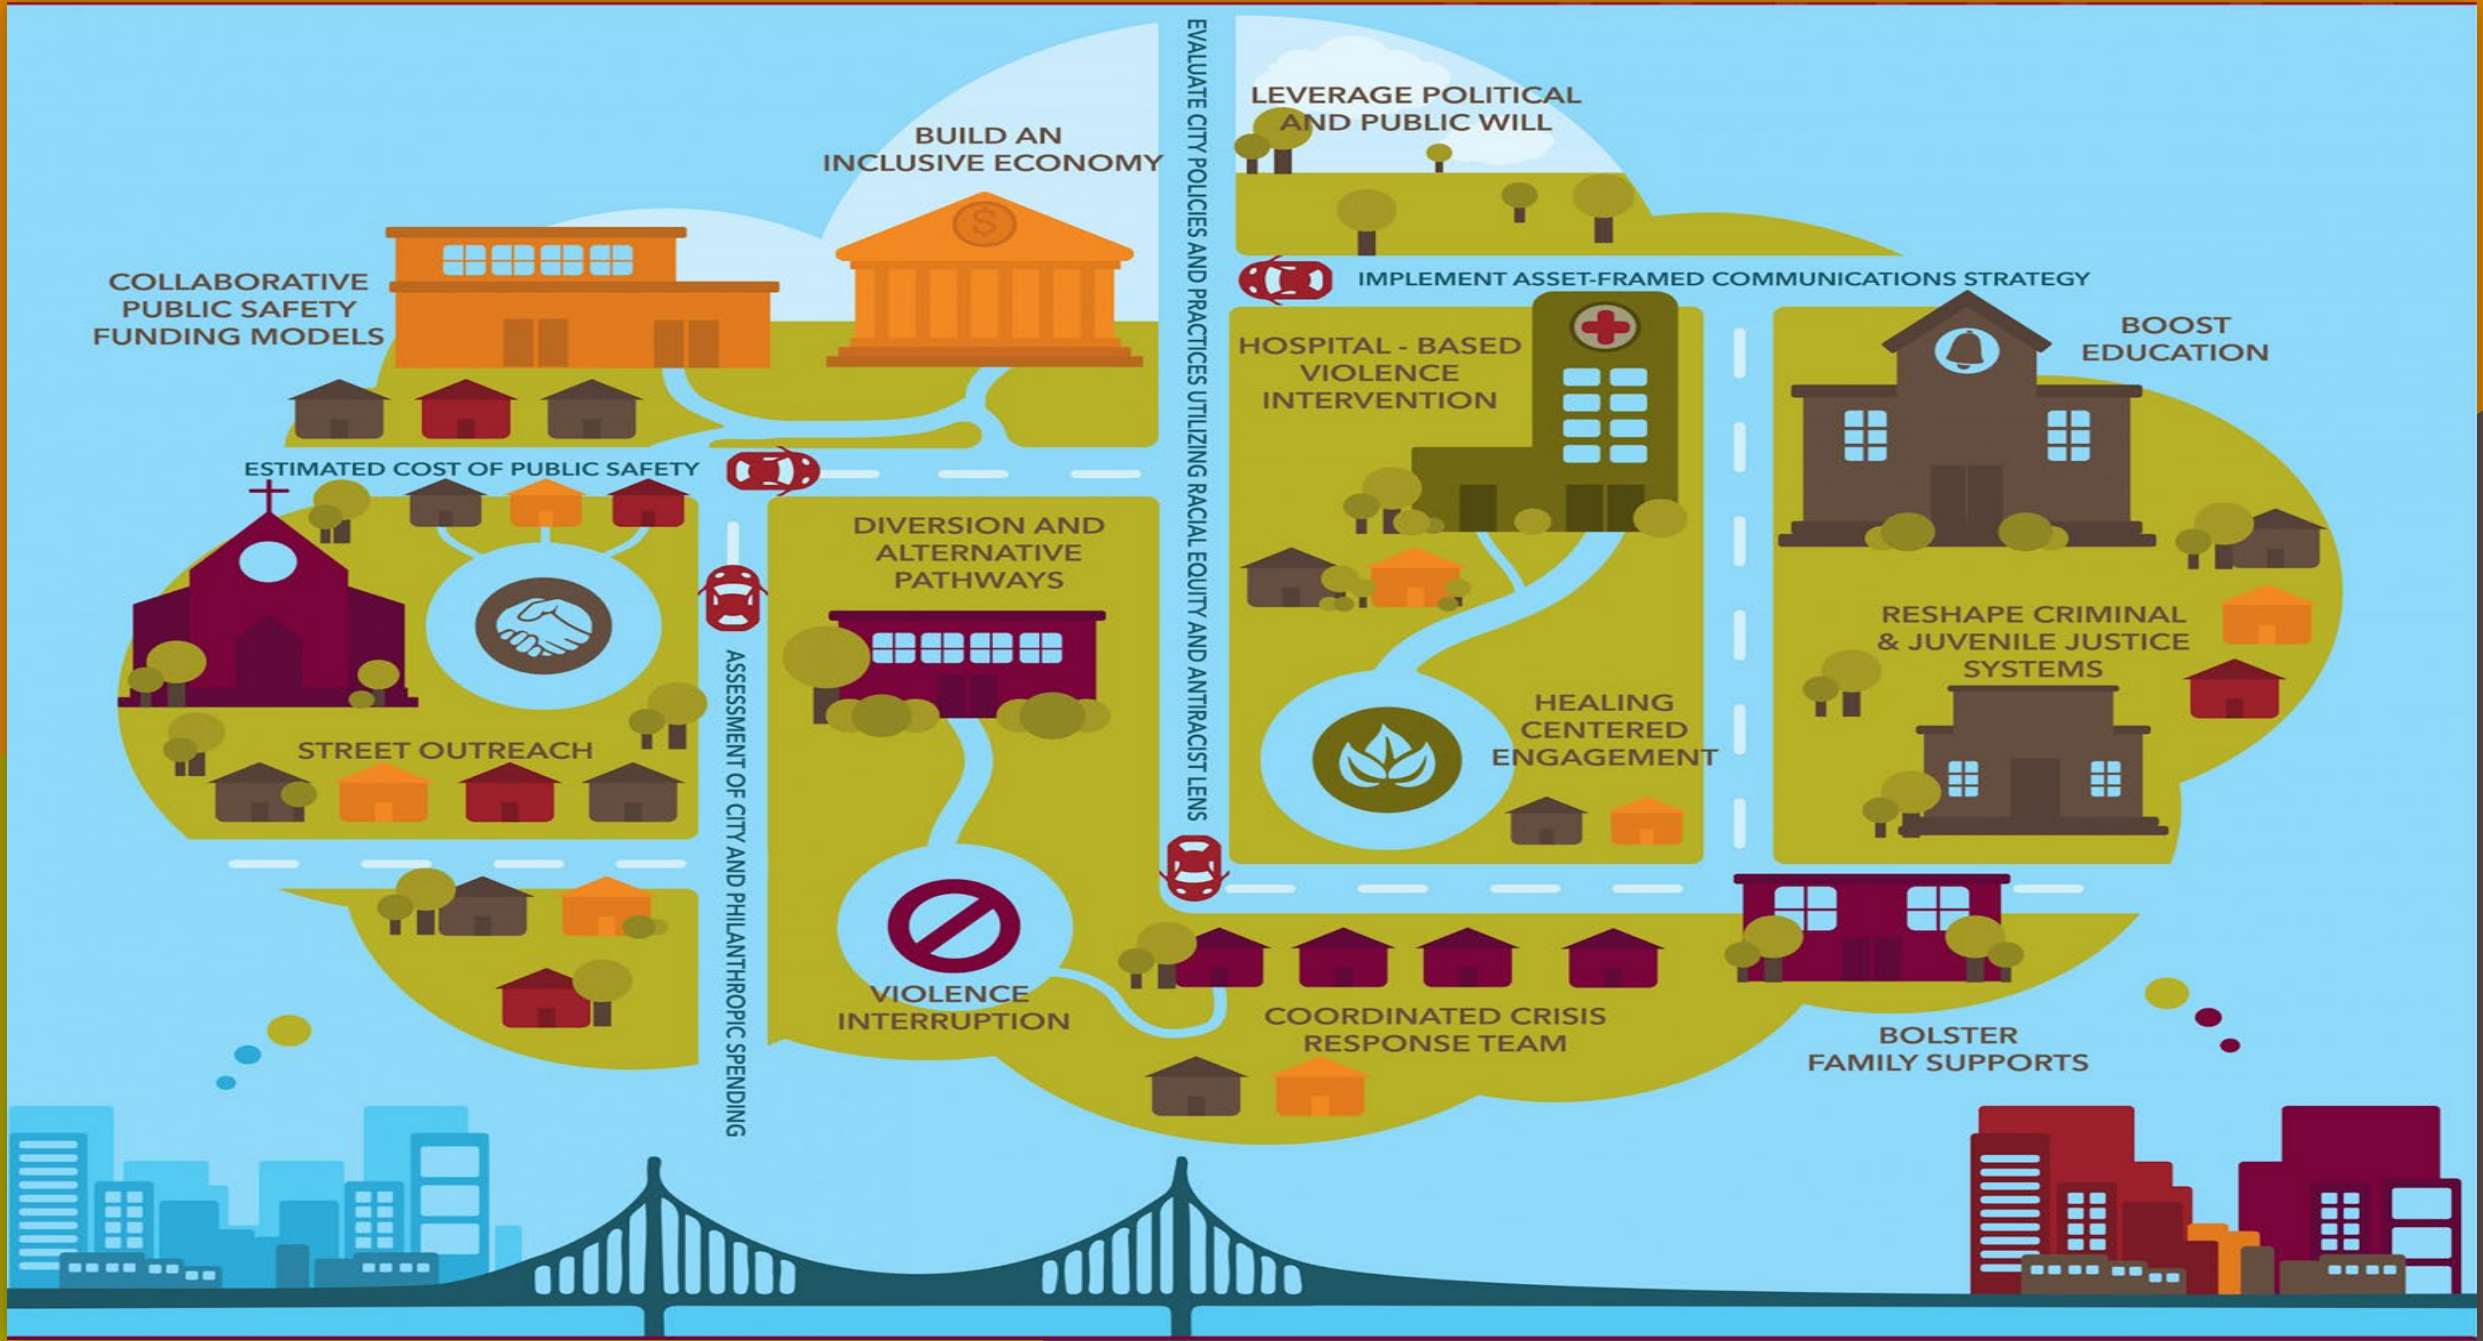 EVALUATE CITY POLICIES AND PRACTICES UTILIZING RACIAL EQUITY AND ANTIRACIST LENS
LEVERAGE POLITICAL
AND PUBLIC WILL
BUILD AN
INCLUSIVE ECONOMY
$
COLLABORATIVE
PUBLIC SAFETY
FUNDING MODELS
IMPLEMENT ASSET-FRAMED COMMUNICATIONS STRATEGY
HOSPITAL - BASED
VIOLENCE
INTERVENTION
BOOST
EDUCATION
ESTIMATED COST OF PUBLIC SAFETY
DIVERSION AND
ALTERNATIVE
PATHWAYS
RESHAPE CRIMINAL
& JUVENILE JUSTICE
SYSTEMS
ASSESSMENT OF CITY AND PHILANTHROPIC SPENDING
HEALING
CENTERED
ENGAGEMENT
STREET OUTREACH
VIOLENCE
INTERRUPTION
COORDINATED CRISIS
RESPONSE TEAM
BOLSTER
FAMILY SUPPORTS